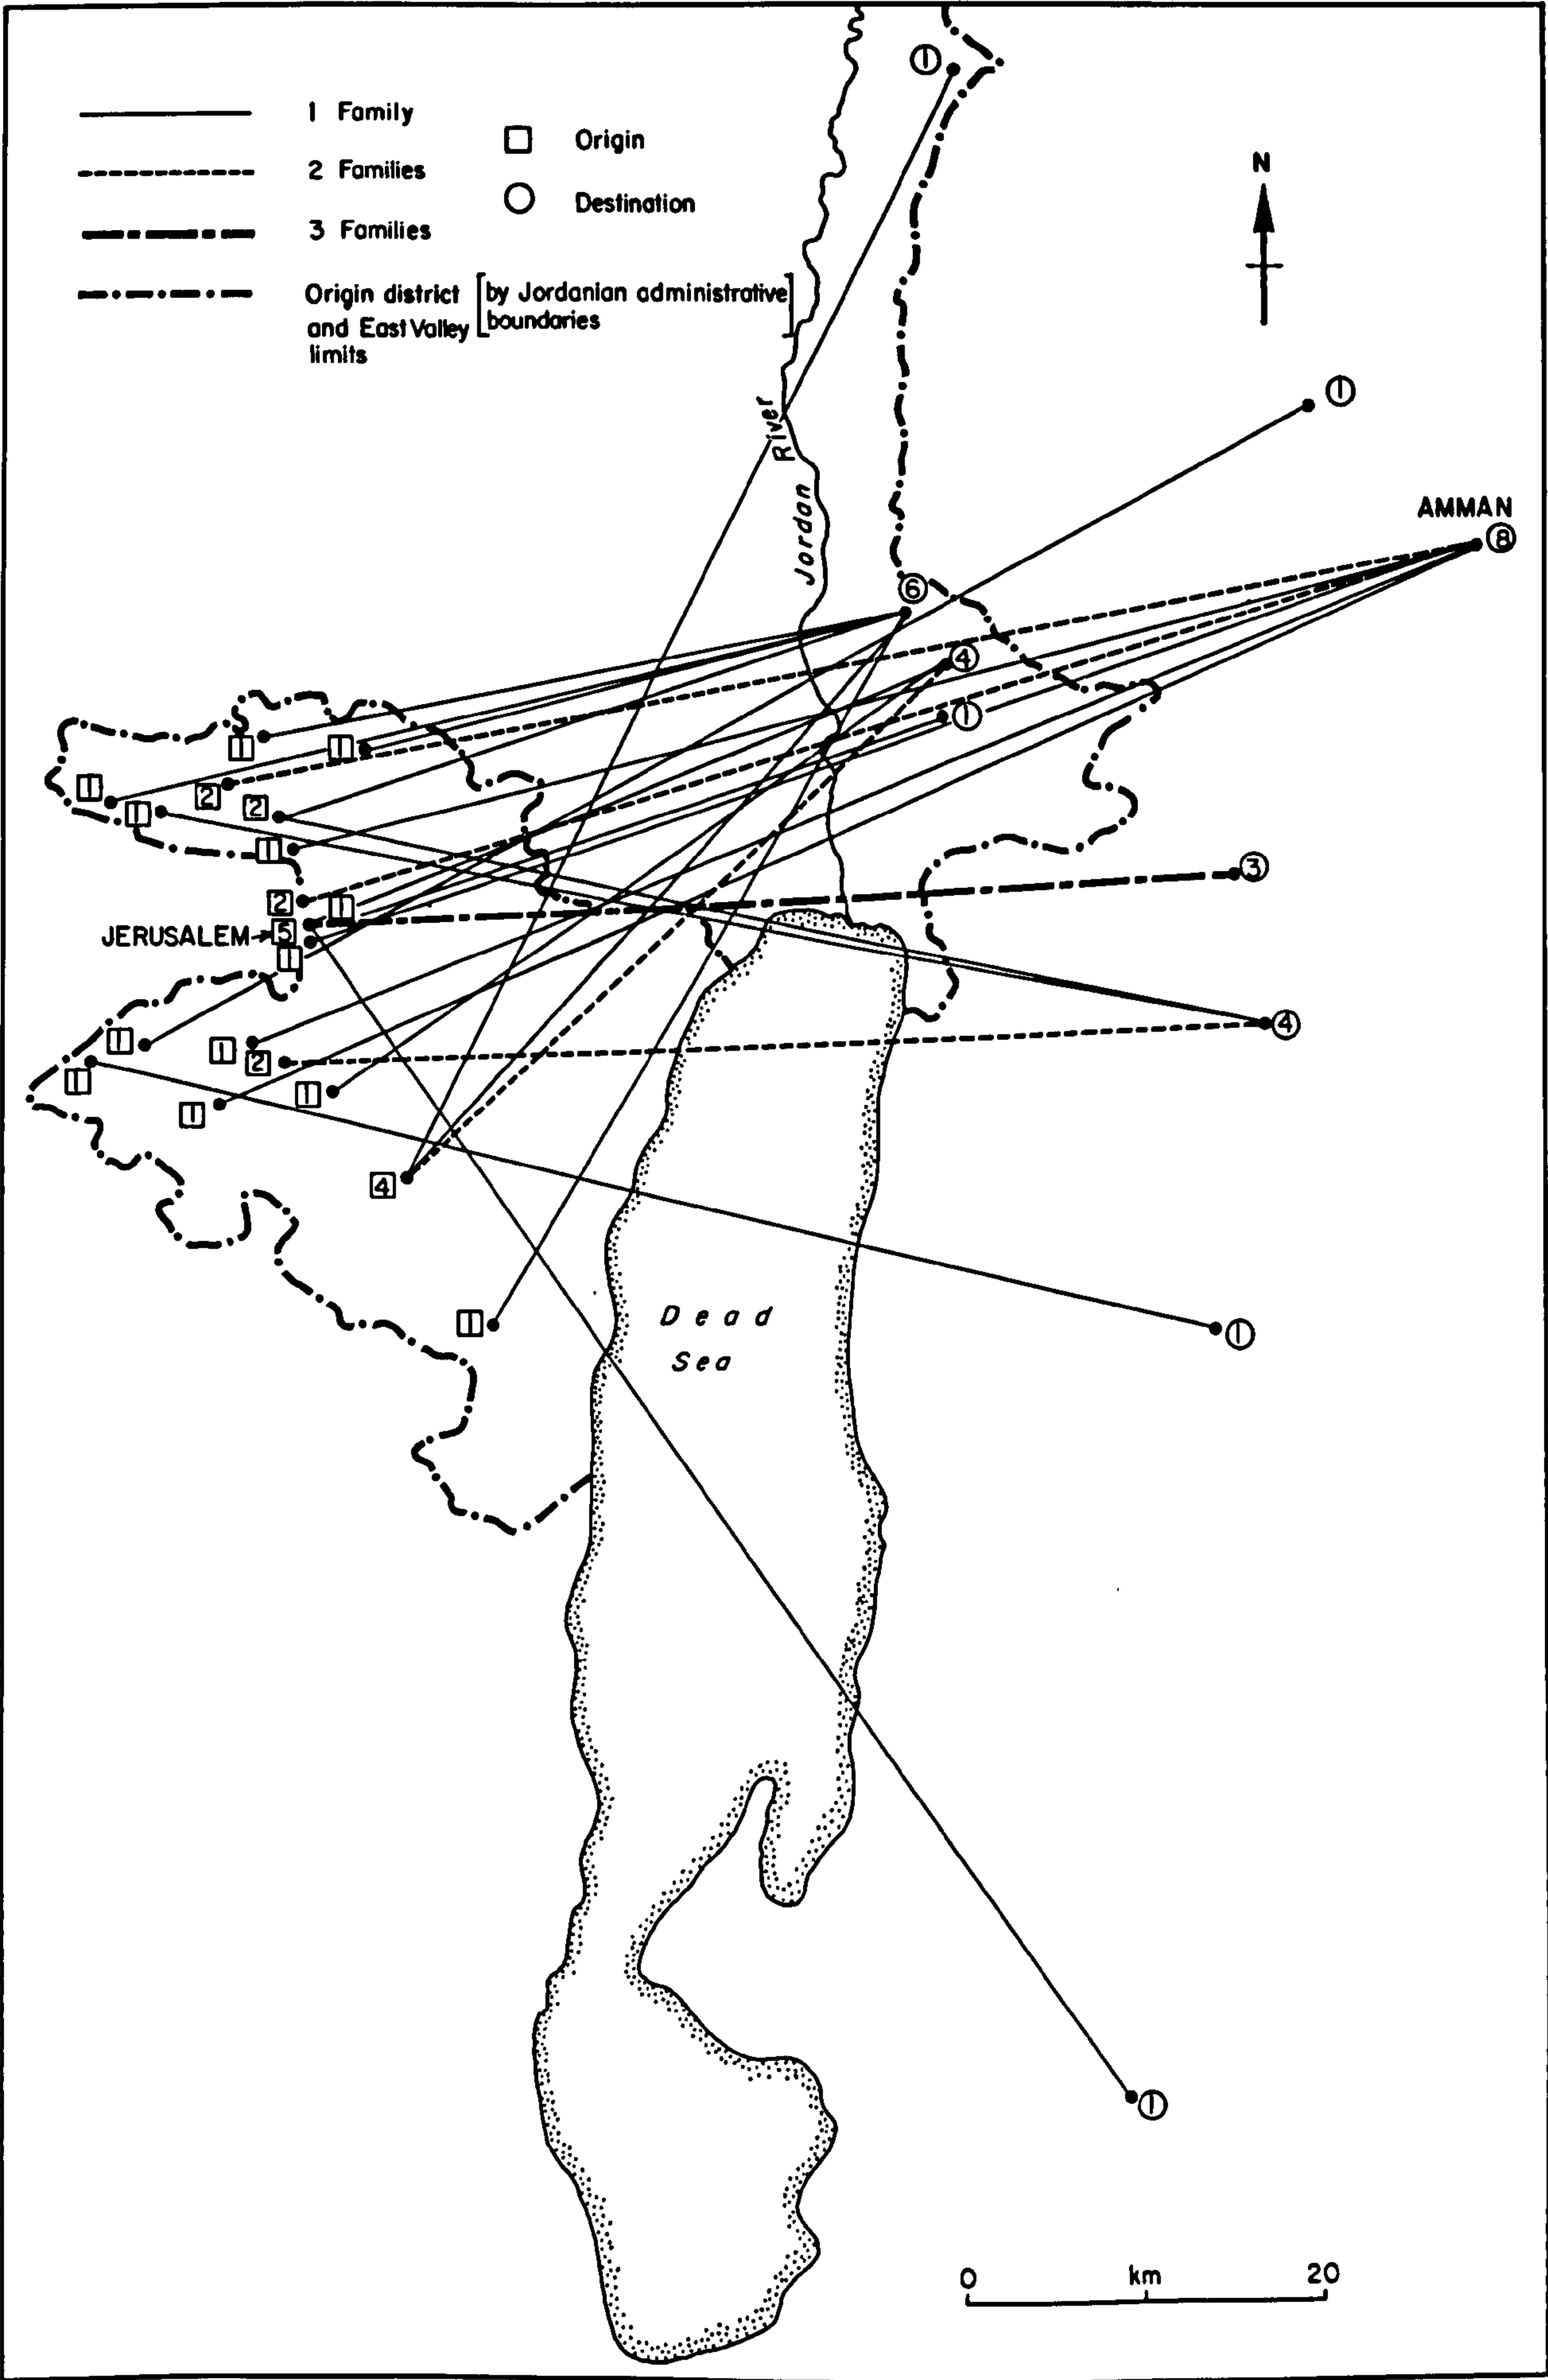 1 Family
2 Families
3 Families
Origin district
and East Valley
limits
[by Jordanian administrative
boundaries]
Origin
Destination
N
1
1
AMMAN
8
6
4
1
3
4
1
1
River
Jordan
1
1
1
2
1
2
1
2
1
JERUSALEM
5
1
1
1
1
2
1
1
4
1
Dead
Sea
0 km 20